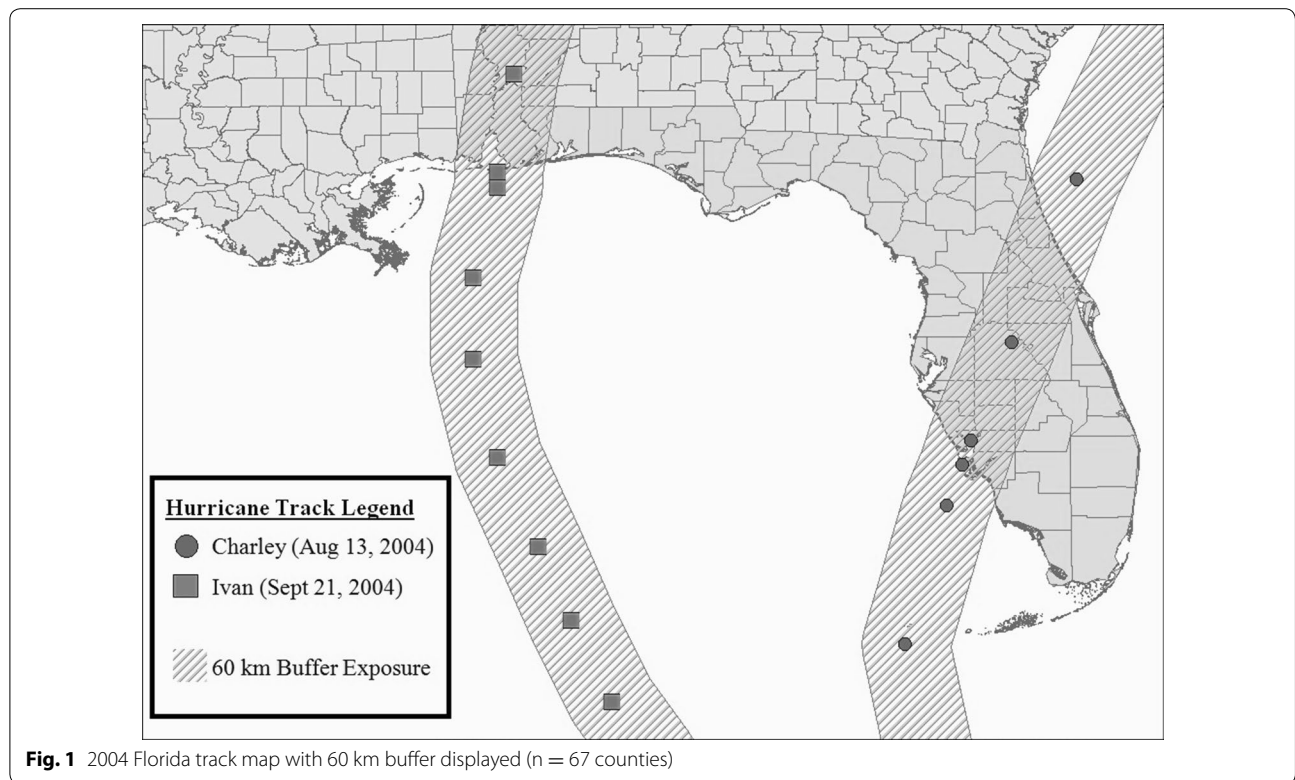 Hurricane Track Legend
Charley (Aug 13, 2004)
Ivan (Sept 21, 2004)
60 km Buffer Exposure
Fig. 1 2004 Florida track map with 60 km buffer displayed (n = 67 counties)